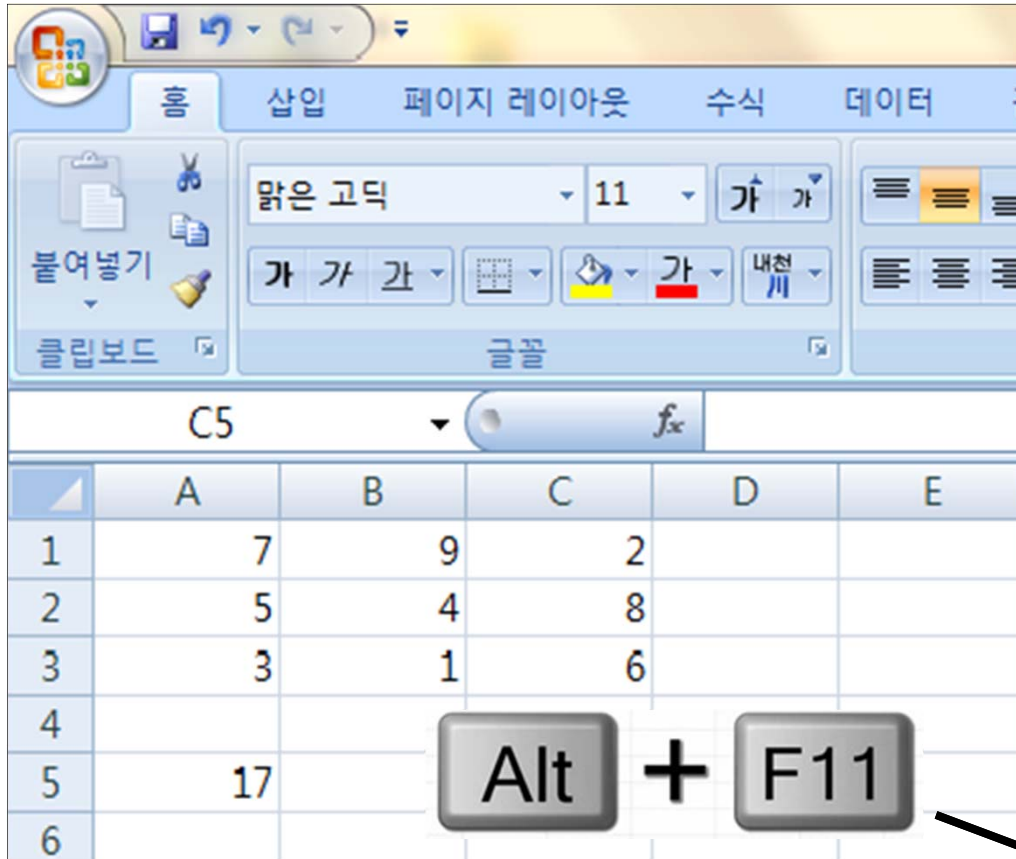 홈 삽입 페이지 레이아웃 수식 데이터
맑은 고딕 11 가 가
붙여넣기
가 가 가 가 내천 川
클립보드 글꼴
C5 fx
A B C D E
1 7 9 2
2 5 4 8
3 3 1 6
4
5 17 Alt + F11
6